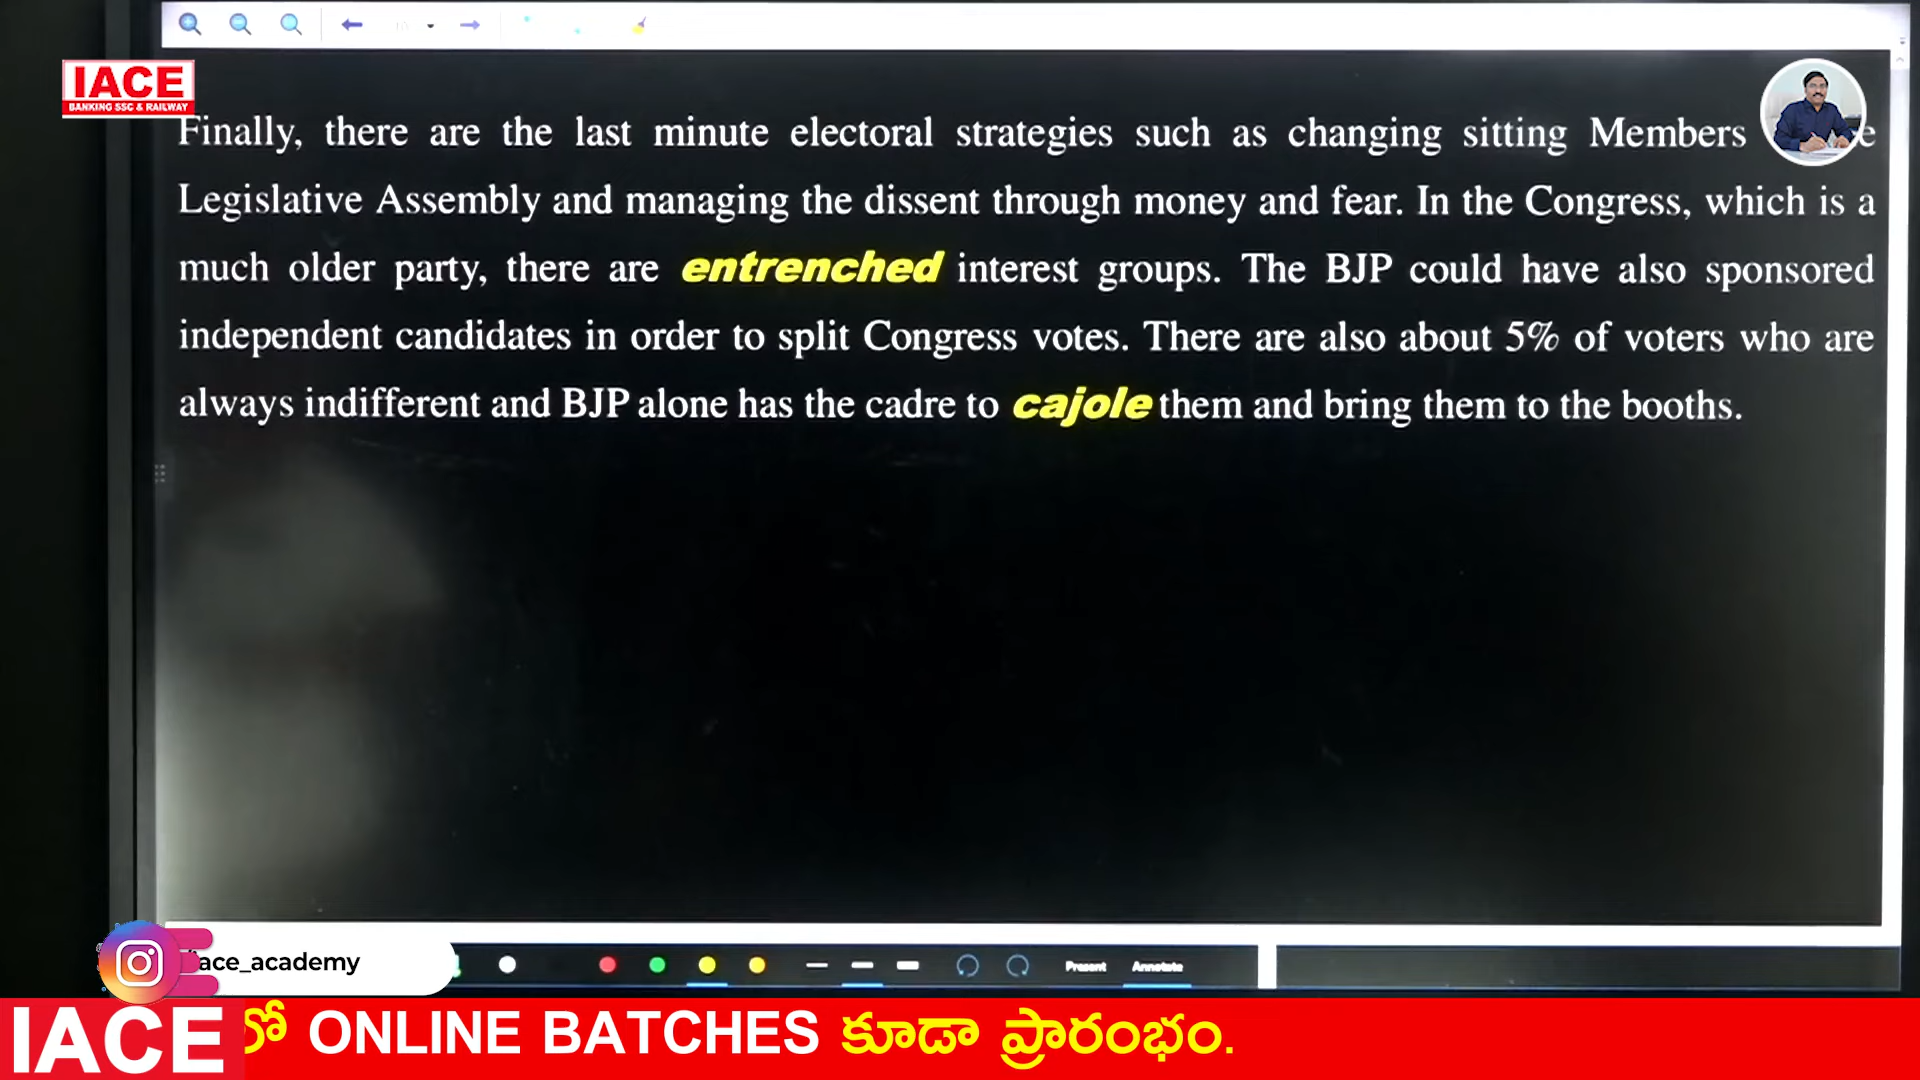 IACE
BANKING SSC & RAILWAY
Finally, there are the last minute electoral strategies such as changing sitting Members
Legislative Assembly and managing the dissent through money and fear. In the Congress, which is a
much older party, there are entrenched interest groups. The BJP could have also sponsored
independent candidates in order to split Congress votes. There are also about 5% of voters who are
always indifferent and BJP alone has the cadre to cajole them and bring them to the booths.
iace_academy
Present Annotate
IACE లో ONLINE BATCHES కూడా ప్రారంభం.